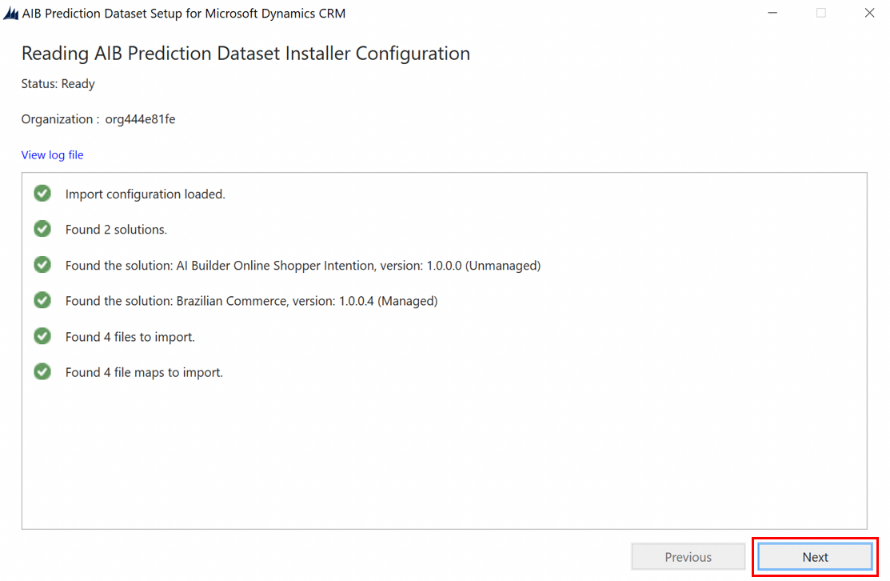 AIB Prediction Dataset Setup for Microsoft Dynamics CRM
Reading AIB Prediction Dataset Installer Configuration
Status: Ready
Organization : org444e81fe
View log file
Import configuration loaded.
Found 2 solutions.
Found the solution: AI Builder Online Shopper Intention, version: 1.0.0.0 (Unmanaged)
Found the solution: Brazilian Commerce, version: 1.0.0.4 (Managed)
Found 4 files to import.
Found 4 file maps to import.
Previous
Next